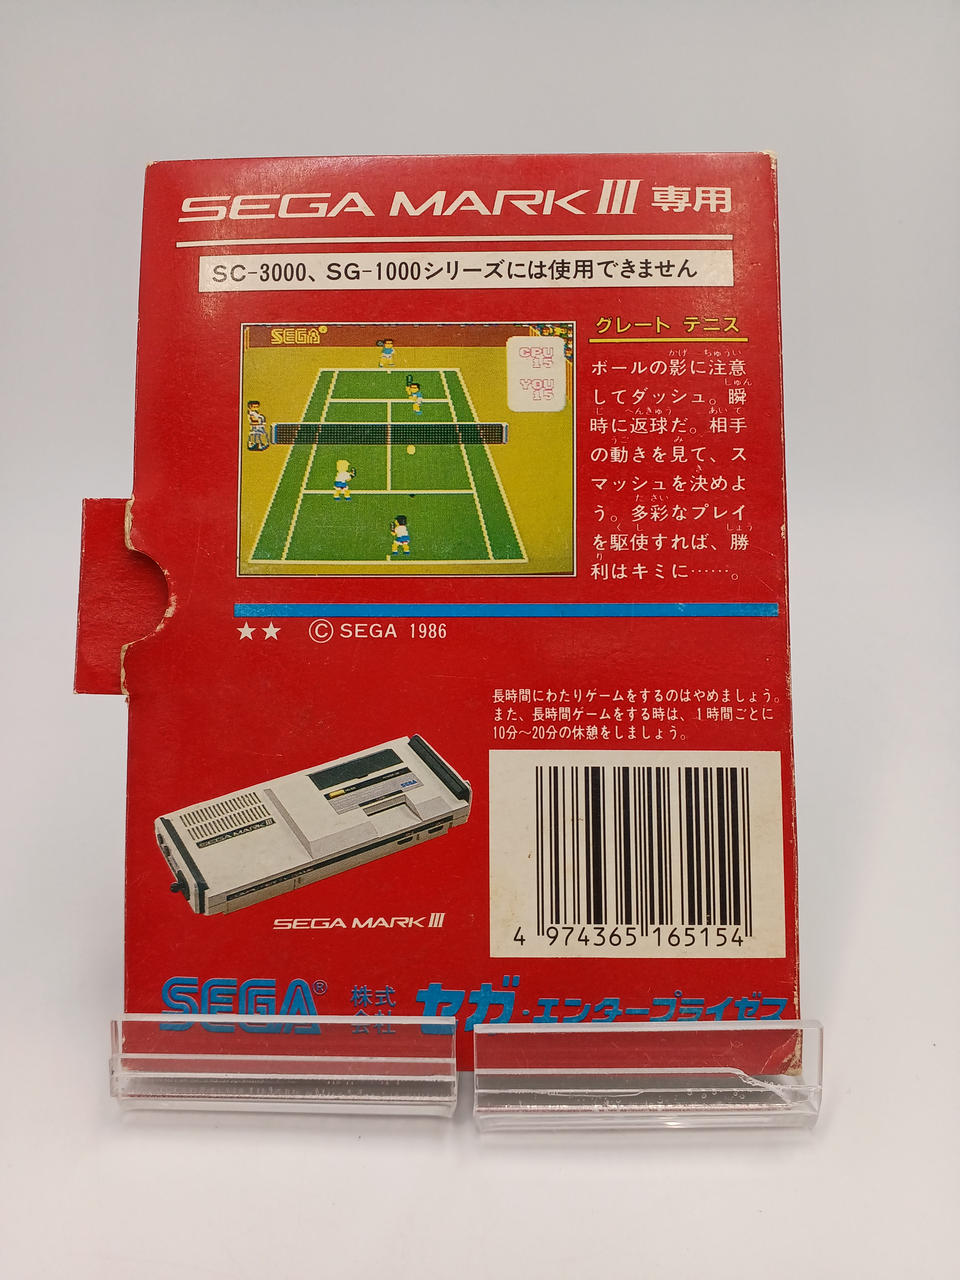 SEGA MARK III 専用
SC-3000、SG-1000シリーズには使用できません
SEGA®
CPU
15
YOU
15
グレート テニス
ボールの影に注意
してダッシュ。瞬
時に返球だ。相手
の動きを見て、ス
マッシュを決めよ
う。多彩なプレイ
を駆使すれば、勝
利はキミに……。
★★ ©SEGA 1986
長時間にわたりゲームをするのはやめましょう。
また、長時間ゲームをする時は、1時間ごとに
10分〜20分の休憩をしましょう。
SEGA MARK III
SEGA
SEGA MARK III
4 974365 165154
SEGA® 株式会社 セガ・エンタープライゼス